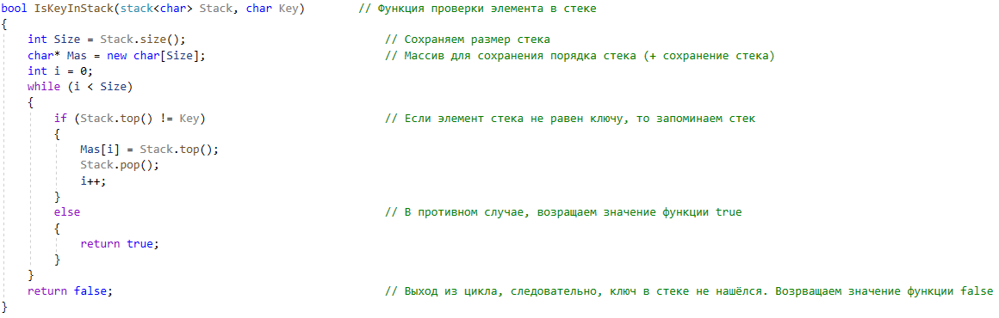 bool IsKeyInStack(stack<char> Stack, char Key) // Функция проверки элемента в стеке
{
int Size = Stack.size(); // Сохраняем размер стека
char* Mas = new char[Size]; // Массив для сохранения порядка стека (+ сохранение стека)
int i = 0;
while (i < Size)
{
if (Stack.top() != Key) // Если элемент стека не равен ключу, то запоминаем стек
{
Mas[i] = Stack.top();
Stack.pop();
i++;
}
else // В противном случае, возращаем значение функции true
{
return true;
}
}
return false; // Выход из цикла, следовательно, ключ в стеке не нашёлся. Возрващаем значение функции false
}